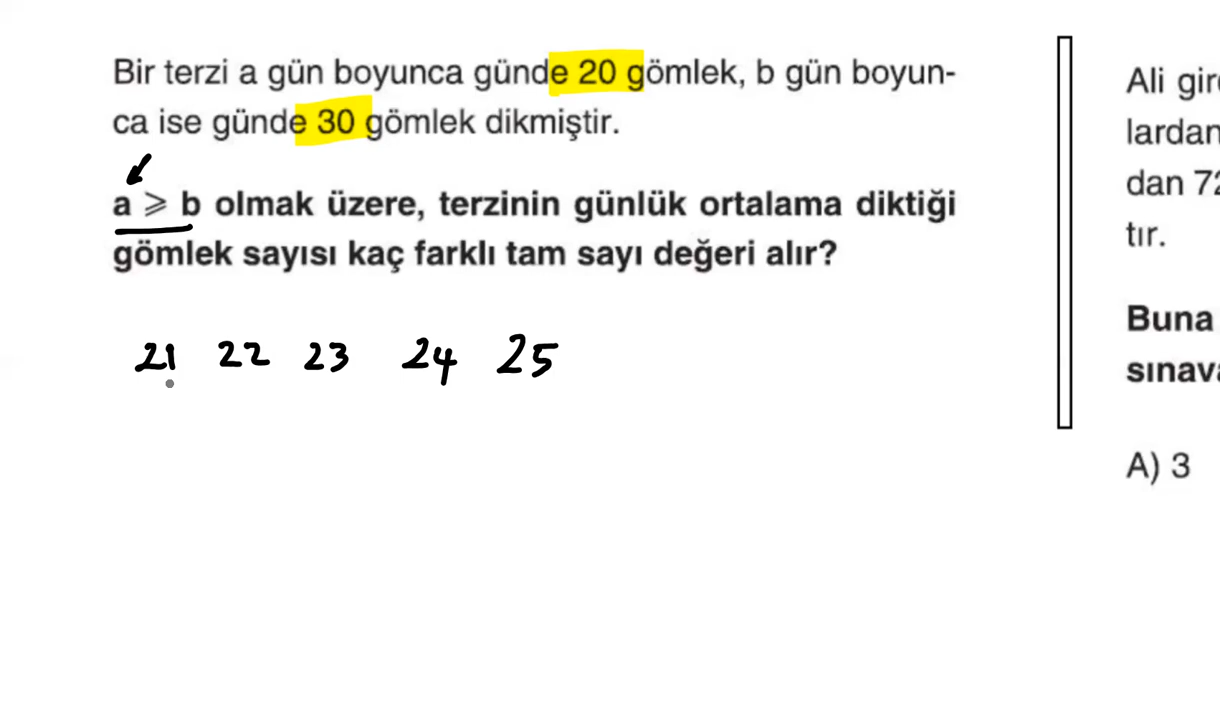 Bir terzi a gün boyunca günde 20 gömlek, b gün boyun-
ca ise günde 30 gömlek dikmiştir.
a ⩾ b olmak üzere, terzinin günlük ortalama diktiği
gömlek sayısı kaç farklı tam sayı değeri alır?
21 22 23 24 25
Ali gir
lardan
dan 72
tır.
Buna
sınava
A) 3